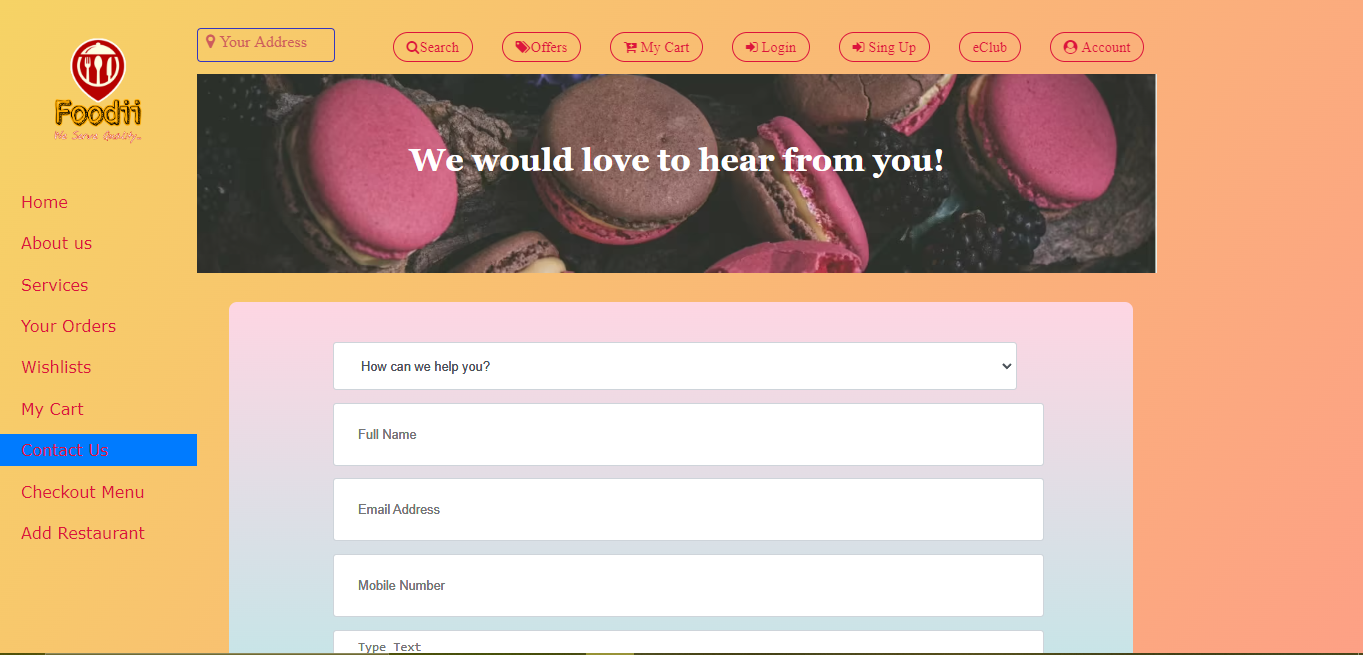 Your Address
Search
Offers
My Cart
Login
Sing Up
eClub
Account
Foodiii
We would love to hear from you!
Home
About us
Services
Your Orders
Wishlists
My Cart
Contact Us
Checkout Menu
Add Restaurant
How can we help you?
Full Name
Email Address
Mobile Number
Type Text